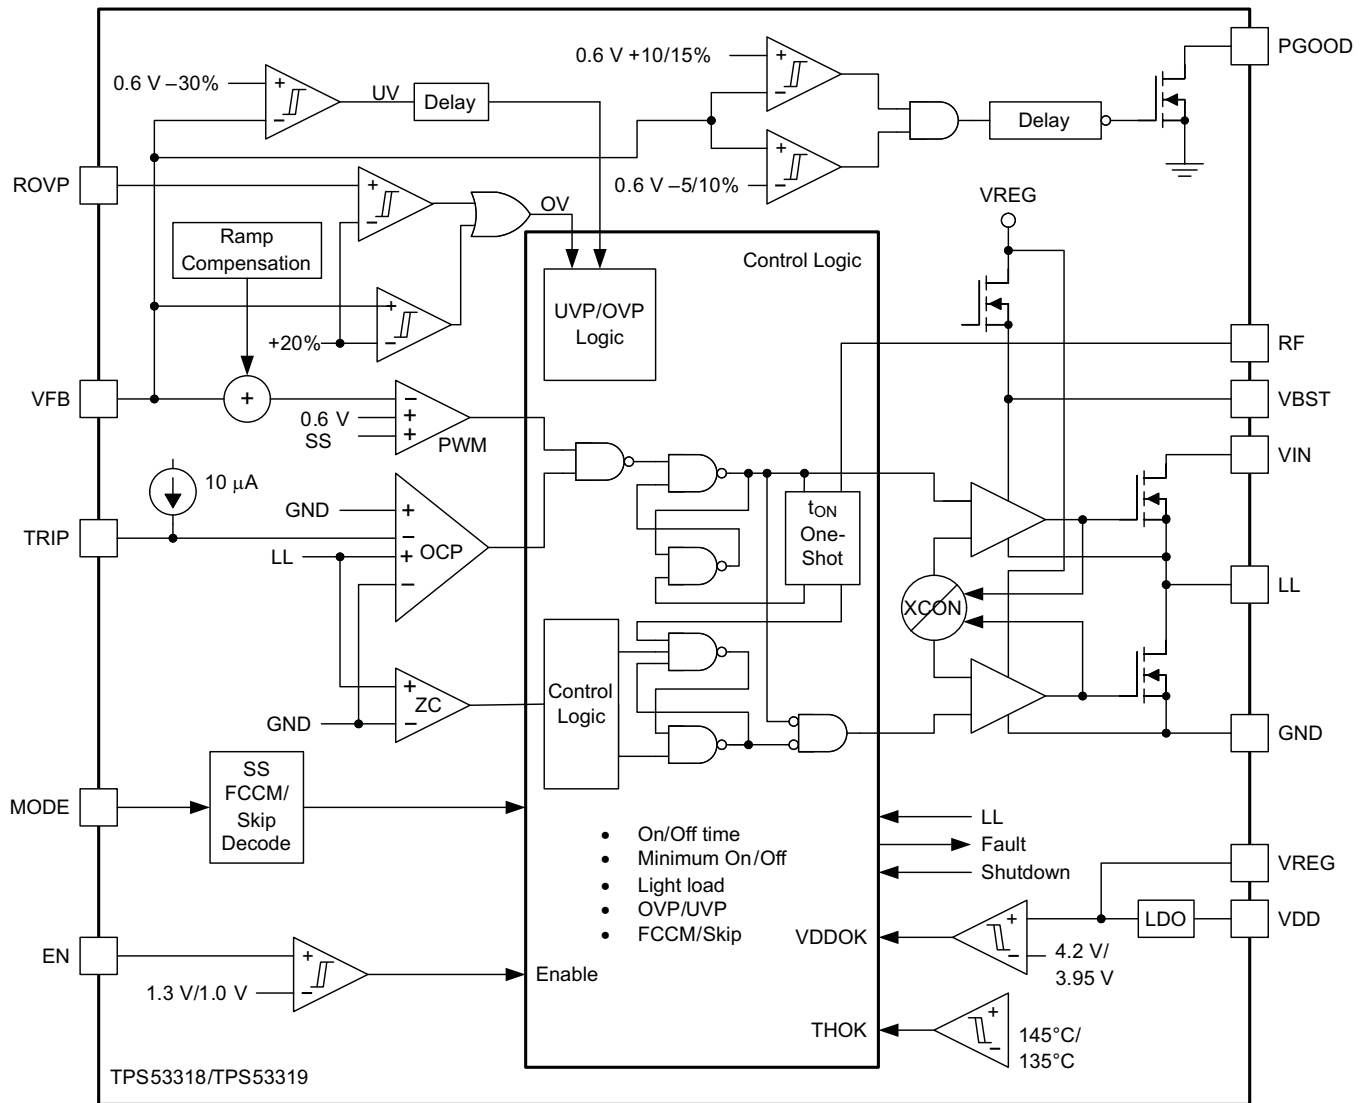 PGOOD
0.6 V +10/15%
0.6 V –30%
UV
Delay
Delay
0.6 V –5/10%
ROVP
OV
VREG
Ramp
Compensation
Control Logic
UVP/OVP
Logic
+20%
RF
VFB
+
VBST
0.6 V
SS
PWM
VIN
10 µA
GND
TRIP
OCP
LL
tON
One-
Shot
XCON
LL
ZC
GND
Control
Logic
GND
MODE
SS
FCCM/
Skip
Decode
• On/Off time
• Minimum On/Off
• Light load
• OVP/UVP
• FCCM/Skip
LL
Fault
Shutdown
VREG
LDO
VDD
VDDOK
4.2 V/
3.95 V
EN
1.3 V/1.0 V
Enable
THOK
145°C/
135°C
TPS53318/TPS53319